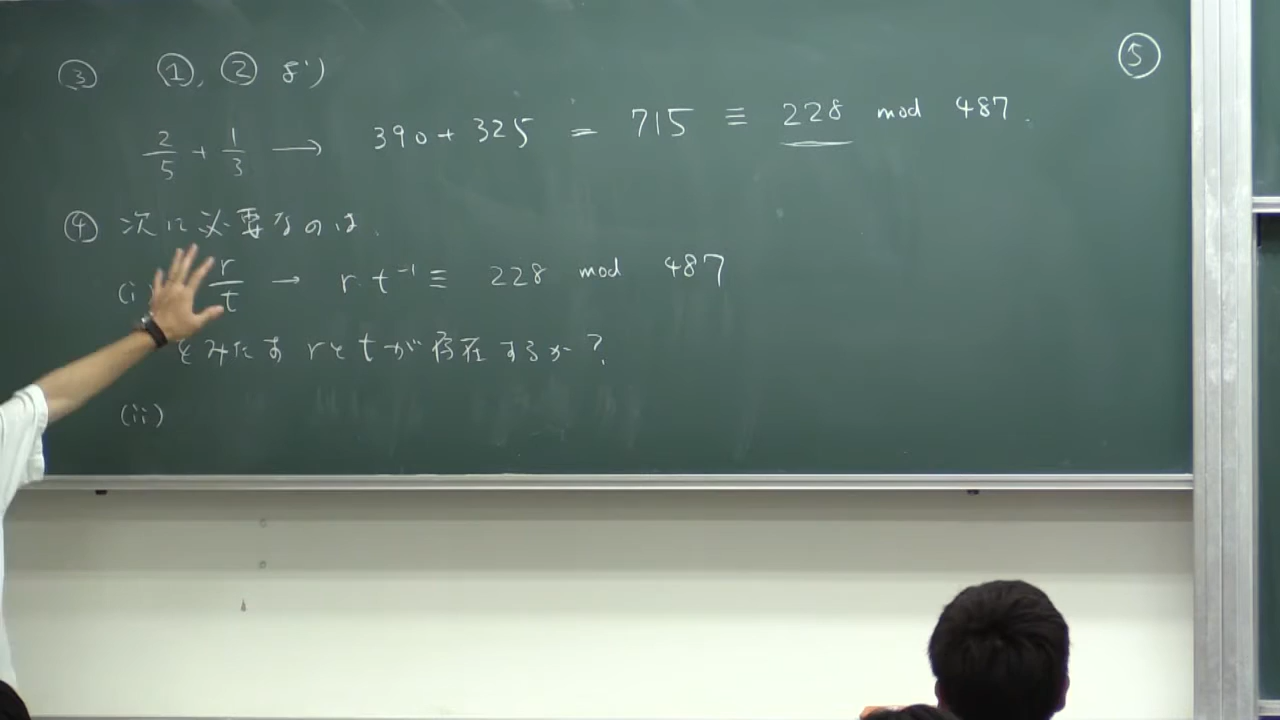 ⑤
③ ①, ② より
2/5 + 1/3 → 390 + 325 = 715 ≡ 228 mod 487.
④ 次に必要なのは.
(i) r/t → r·t⁻¹ ≡ 228 mod 487
をみたす rとtが存在するか?
(ii)